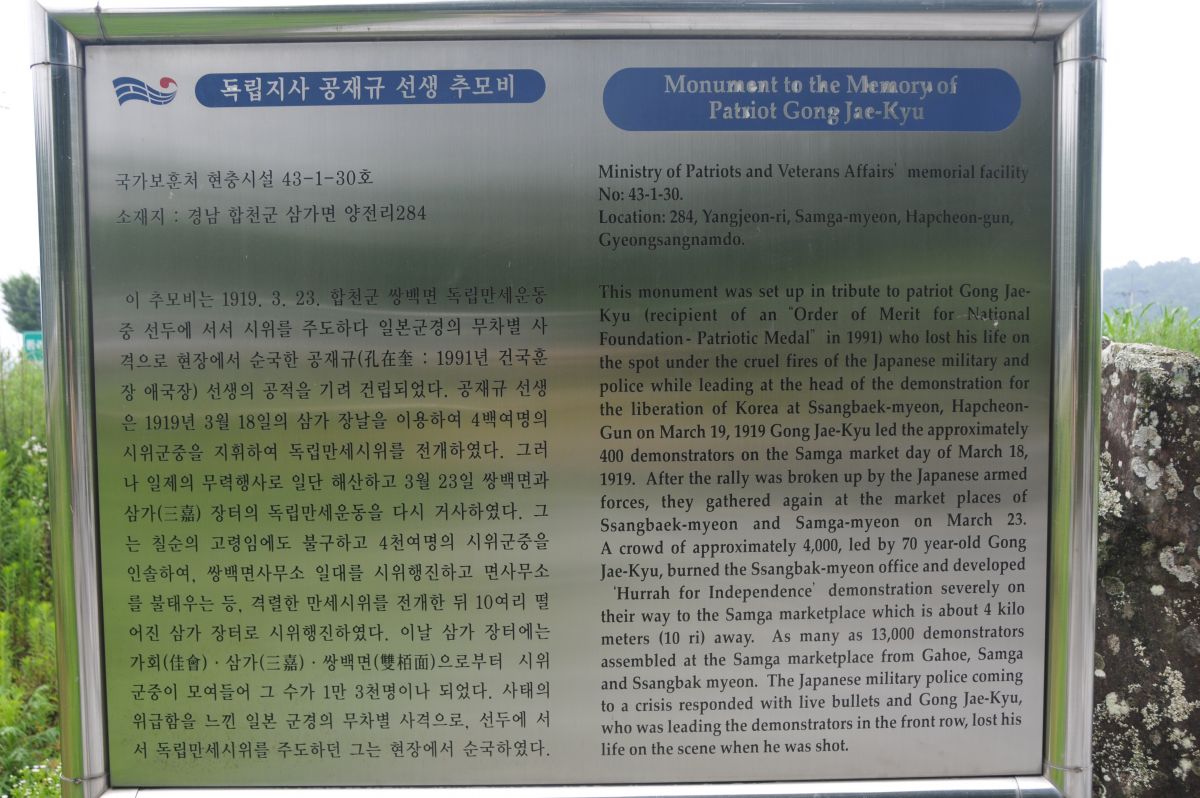 독립지사 공재규 선생 추모비
국가보훈처 현충시설 43-1-30호
소재지 : 경남 합천군 삼가면 양전리284
이 추모비는 1919. 3. 23. 합천군 쌍백면 독립만세운동
중 선두에 서서 시위를 주도하다 일본군경의 무차별 사
격으로 현장에서 순국한 공재규(孔在奎 : 1991년 건국훈
장 애국장) 선생의 공적을 기려 건립되었다. 공재규 선생
은 1919년 3월 18일의 삼가 장날을 이용하여 4백여명의
시위군중을 지휘하여 독립만세시위를 전개하였다. 그러
나 일제의 무력행사로 일단 해산하고 3월 23일 쌍백면과
삼가(三嘉) 장터의 독립만세운동을 다시 거사하였다. 그
는 칠순의 고령임에도 불구하고 4천여명의 시위군중을
인솔하여, 쌍백면사무소 일대를 시위행진하고 면사무소
를 불태우는 등, 격렬한 만세시위를 전개한 뒤 10여리 떨
어진 삼가 장터로 시위행진하였다. 이날 삼가 장터에는
가회(佳會)·삼가(三嘉)·쌍백면(雙栢面)으로부터 시위
군중이 모여들어 그 수가 1만 3천명이나 되었다. 사태의
위급함을 느낀 일본 군경의 무차별 사격으로, 선두에 서
서 독립만세시위를 주도하던 그는 현장에서 순국하였다.
Monument to the Memory of
Patriot Gong Jae-Kyu
Ministry of Patriots and Veterans Affairs' memorial facility
No: 43-1-30.
Location: 284, Yangjeon-ri, Samga-myeon, Hapcheon-gun,
Gyeongsangnamdo.
This monument was set up in tribute to patriot Gong Jae-
Kyu (recipient of an "Order of Merit for National
Foundation - Patriotic Medal" in 1991) who lost his life on
the spot under the cruel fires of the Japanese military and
police while leading at the head of the demonstration for
the liberation of Korea at Ssangbaek-myeon, Hapcheon-
Gun on March 19, 1919 Gong Jae-Kyu led the approximately
400 demonstrators on the Samga market day of March 18,
1919. After the rally was broken up by the Japanese armed
forces, they gathered again at the market places of
Ssangbaek-myeon and Samga-myeon on March 23.
A crowd of approximately 4,000, led by 70 year-old Gong
Jae-Kyu, burned the Ssangbak-myeon office and developed
'Hurrah for Independence' demonstration severely on
their way to the Samga marketplace which is about 4 kilo
meters (10 ri) away. As many as 13,000 demonstrators
assembled at the Samga marketplace from Gahoe, Samga
and Ssangbak myeon. The Japanese military police coming
to a crisis responded with live bullets and Gong Jae-Kyu,
who was leading the demonstrators in the front row, lost his
life on the scene when he was shot.